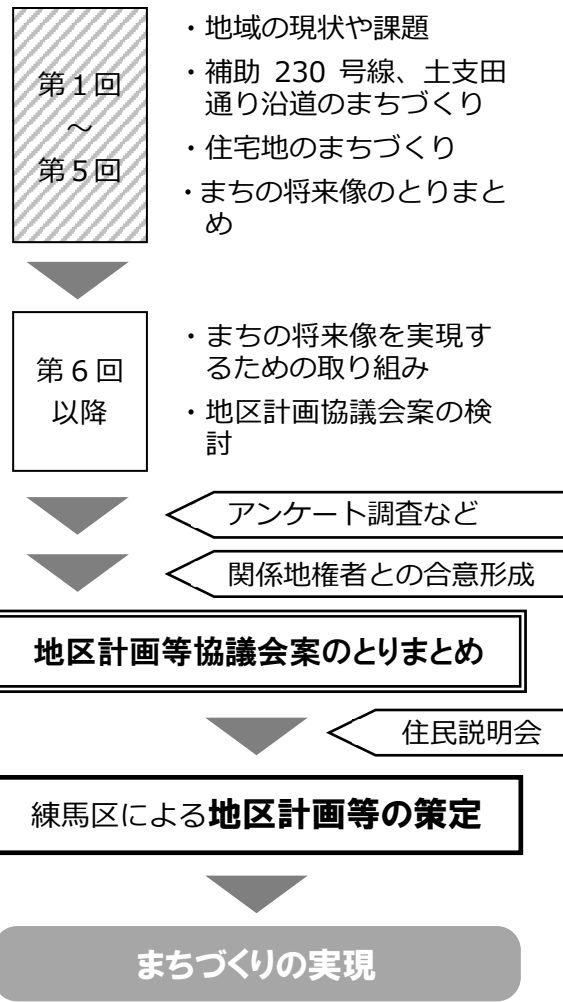 第1回
～
第5回
・地域の現状や課題
・補助 230 号線、土支田
通り沿道のまちづくり
・住宅地のまちづくり
・まちの将来像のとりまと
め
第6回
以降
・まちの将来像を実現す
るための取り組み
・地区計画協議会案の検
討
アンケート調査など
関係地権者との合意形成
地区計画等協議会案のとりまとめ
住民説明会
練馬区による地区計画等の策定
まちづくりの実現